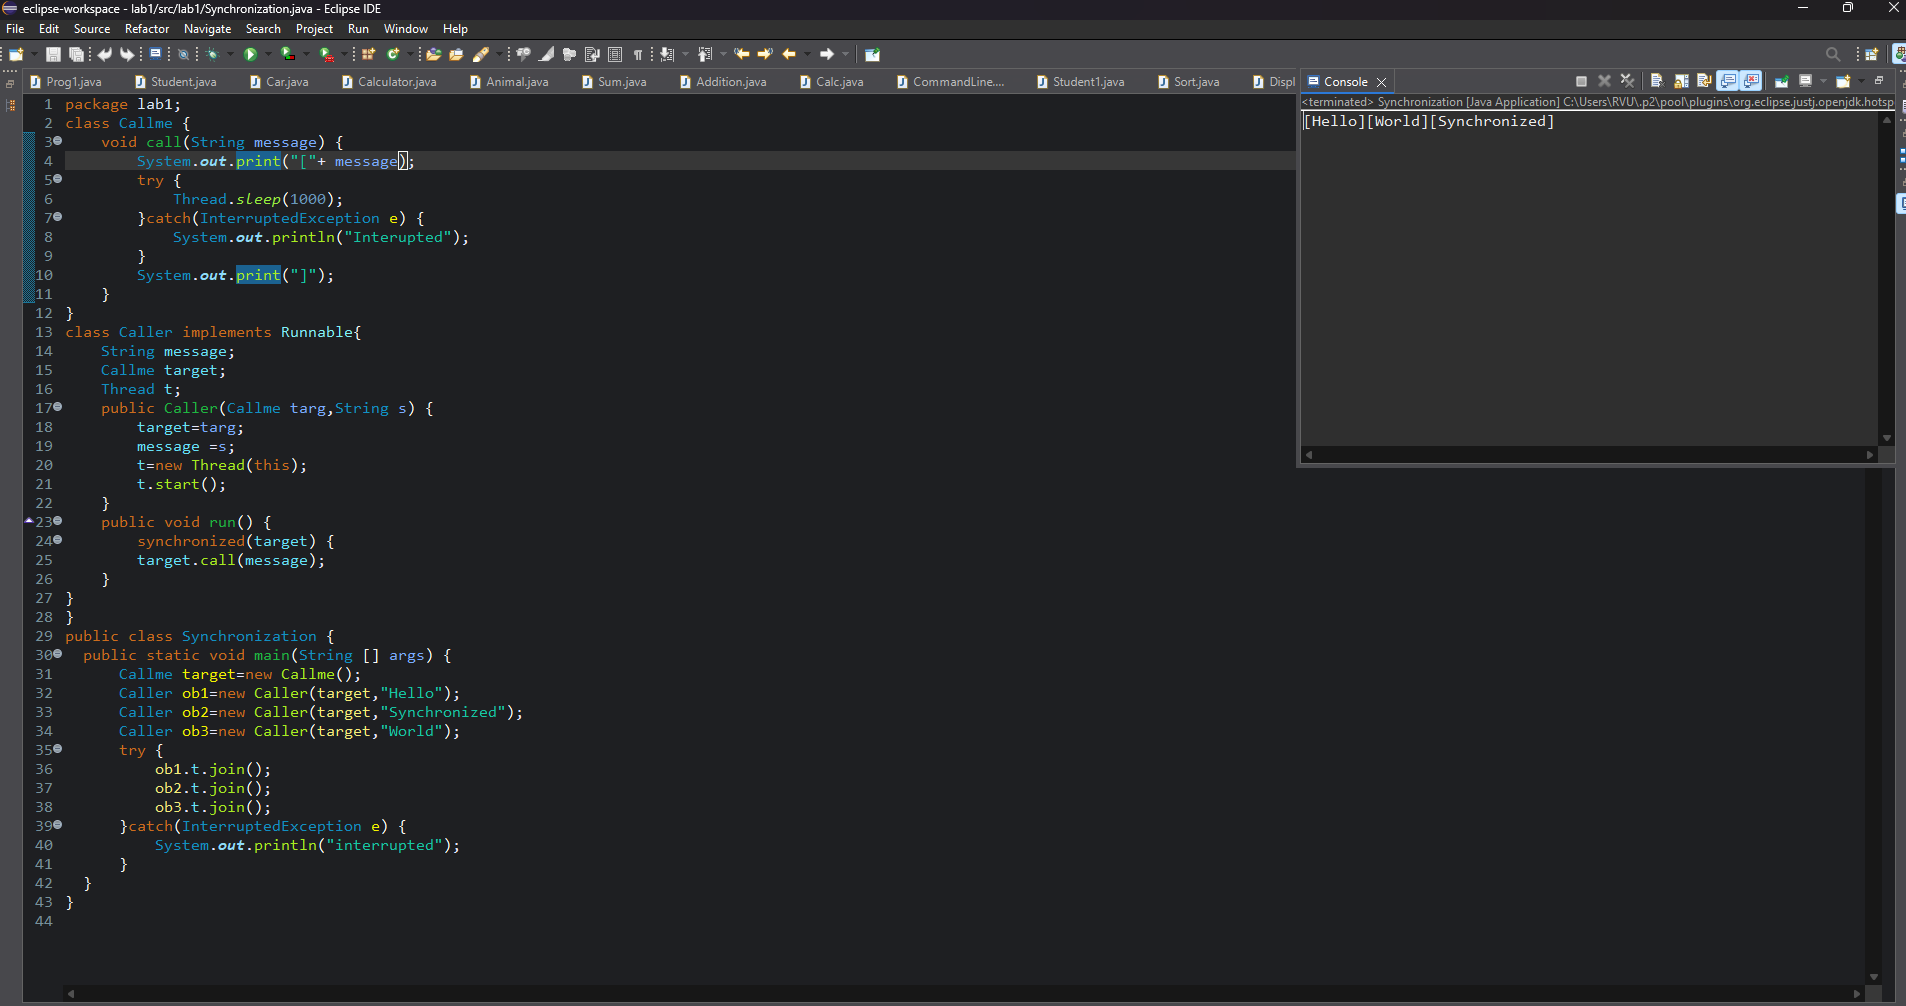 eclipse-workspace - lab1/src/lab1/Synchronization.java - Eclipse IDE
File Edit Source Refactor Navigate Search Project Run Window Help
Prog1.java Student.java Car.java Calculator.java Animal.java Sum.java Addition.java Calc.java CommandLine.... Student1.java Sort.java Displ
Console
<terminated> Synchronization [Java Application] C:\Users\RVU\.p2\pool\plugins\org.eclipse.justj.openjdk.hotsp
[Hello][World][Synchronized]
1 package lab1;
2 class Callme {
3 void call(String message) {
4 System.out.print("["+ message);
5 try {
6 Thread.sleep(1000);
7 }catch(InterruptedException e) {
8 System.out.println("Interupted");
9 }
10 System.out.print("]");
11 }
12 }
13 class Caller implements Runnable{
14 String message;
15 Callme target;
16 Thread t;
17 public Caller(Callme targ,String s) {
18 target=targ;
19 message =s;
20 t=new Thread(this);
21 t.start();
22 }
23 public void run() {
24 synchronized(target) {
25 target.call(message);
26 }
27 }
28 }
29 public class Synchronization {
30 public static void main(String [] args) {
31 Callme target=new Callme();
32 Caller ob1=new Caller(target,"Hello");
33 Caller ob2=new Caller(target,"Synchronized");
34 Caller ob3=new Caller(target,"World");
35 try {
36 ob1.t.join();
37 ob2.t.join();
38 ob3.t.join();
39 }catch(InterruptedException e) {
40 System.out.println("interrupted");
41 }
42 }
43 }
44